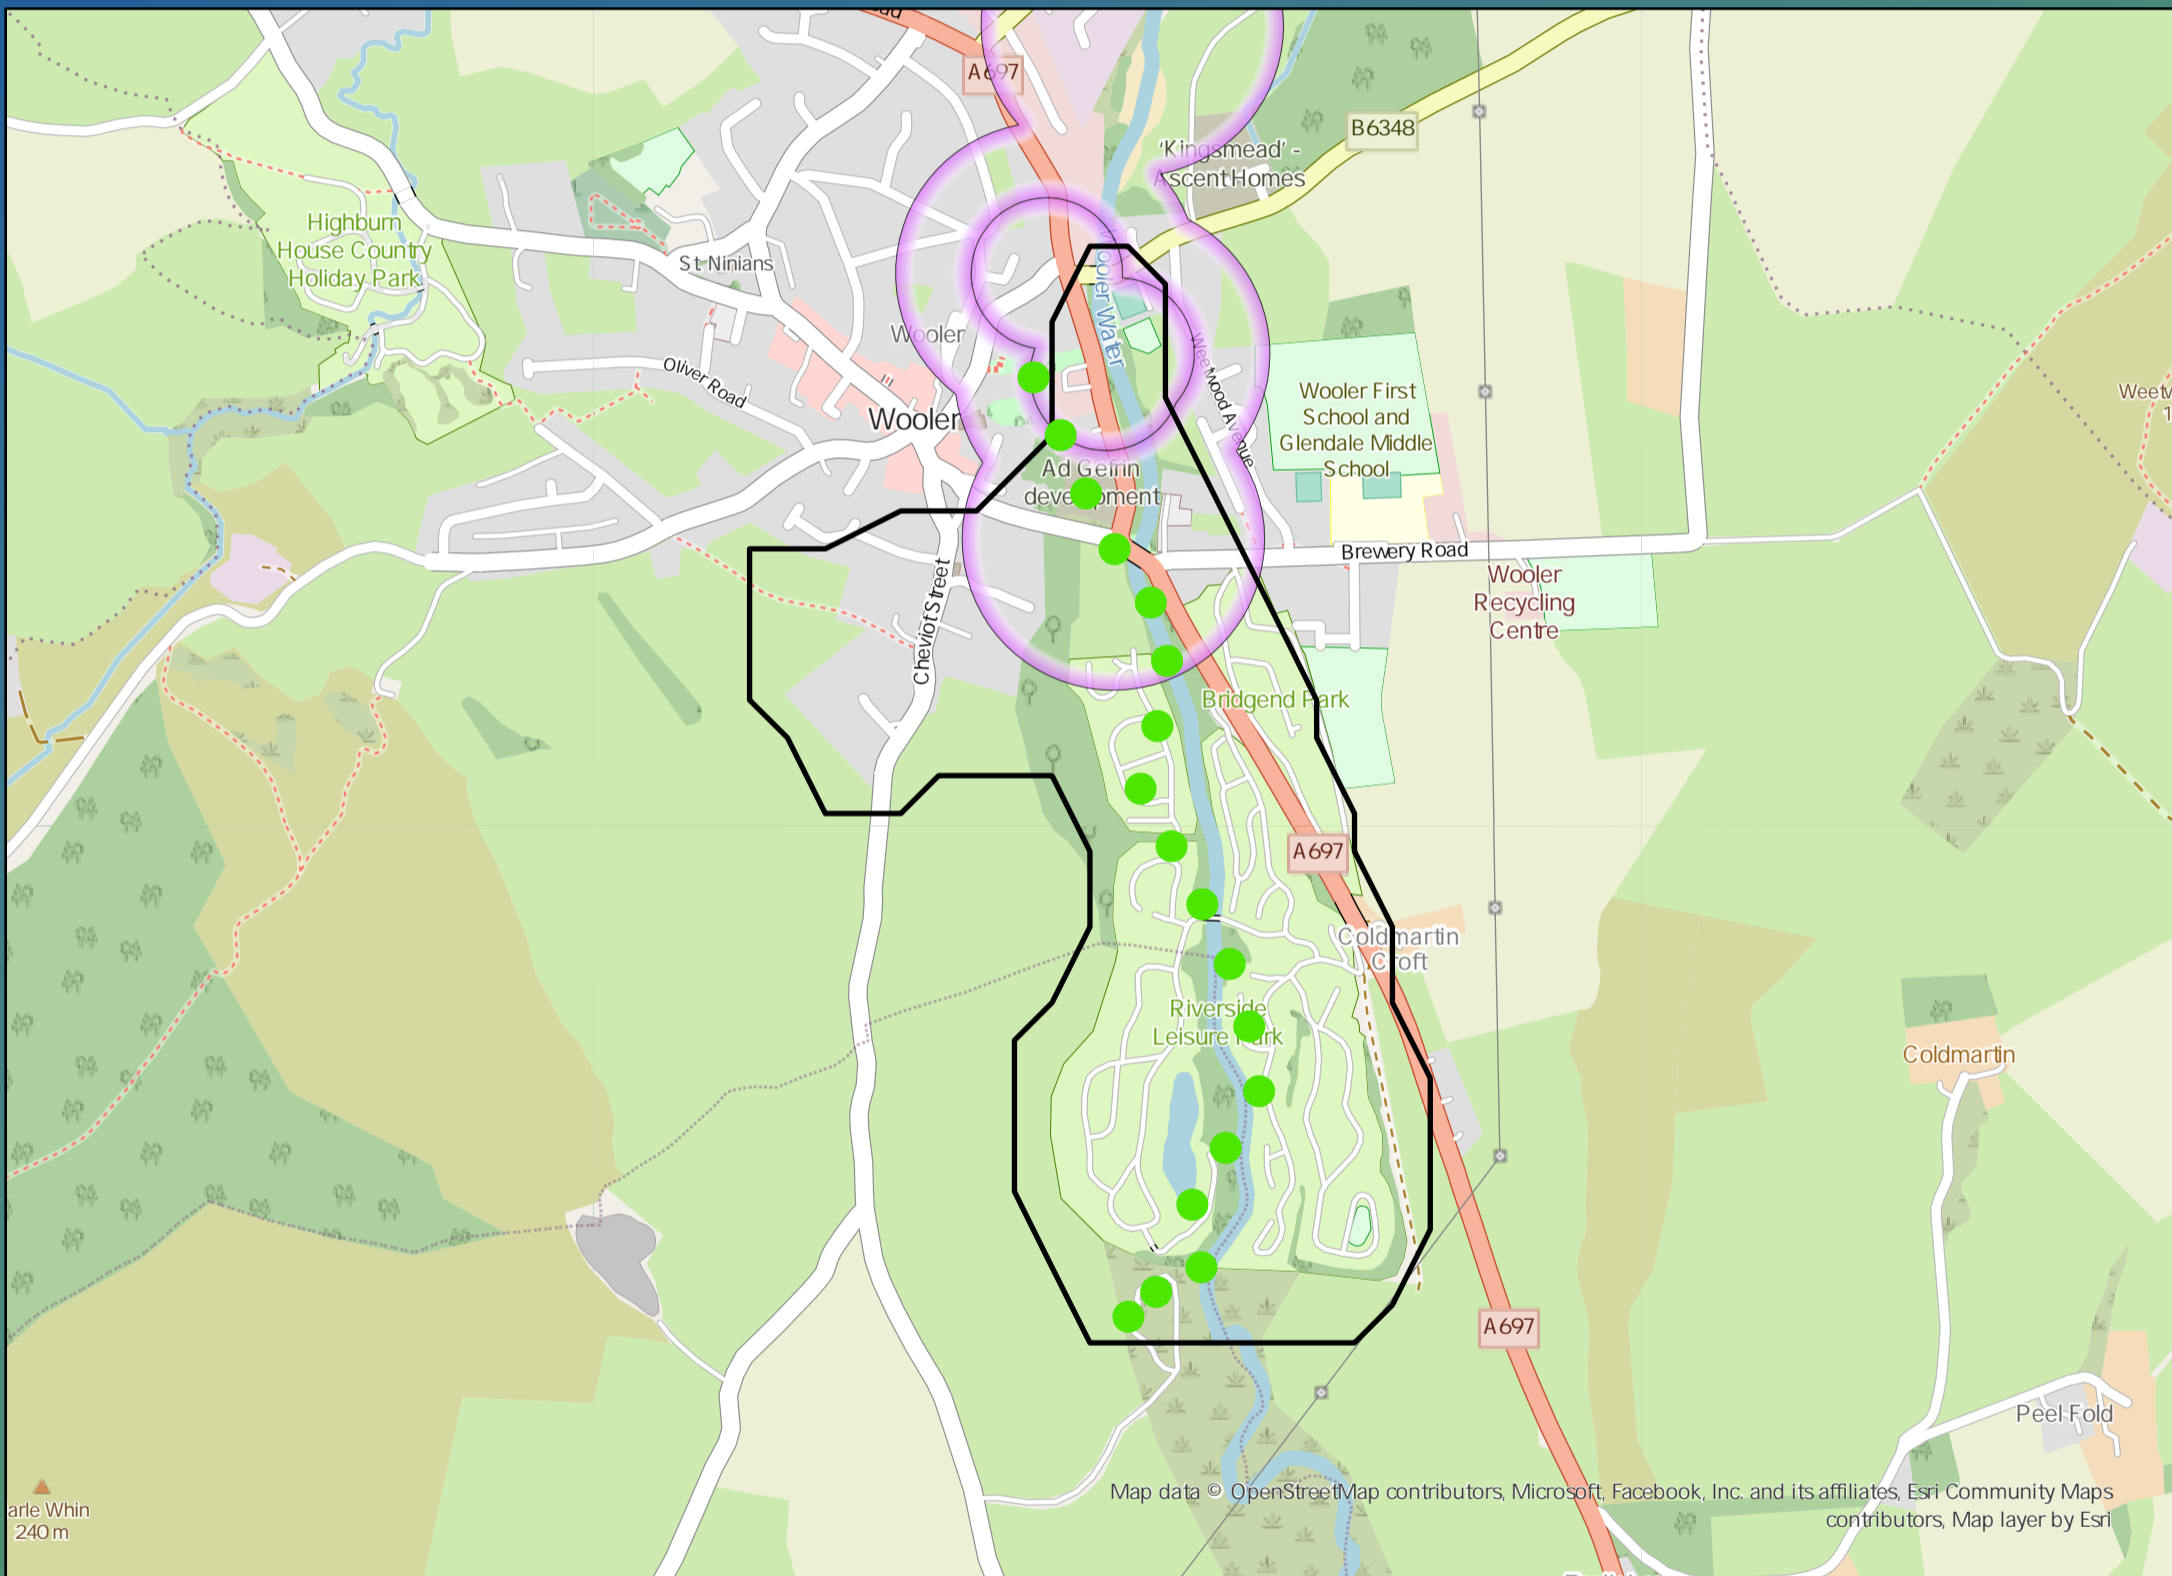 A697
B6348
'Kingsmead' -
AscentHomes
Highburn
House Country
Holiday Park
St Ninians
Wooler Water
Wooler
Oliver Road
Weetwood Avenue
Wooler First
School and
Glendale Middle
School
Wooler
Ad Gefrin
development
Brewery Road
Wooler
Recycling
Centre
Cheviot Street
Bridgend Park
A697
Coldmartin
Croft
Riverside
Leisure Park
Coldmartin
A697
Peel Fold
Map data © OpenStreetMap contributors, Microsoft, Facebook, Inc. and its affiliates, Esri Community Maps
contributors, Map layer by Esri
arle Whin
240 m